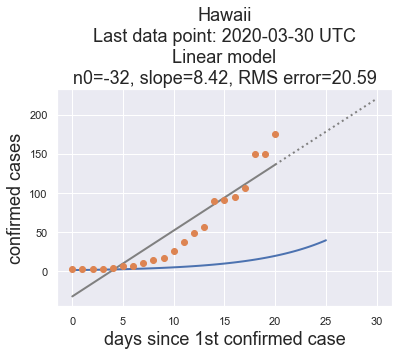 Hawaii
Last data point: 2020-03-30 UTC
Linear model
n0=-32, slope=8.42, RMS error=20.59
confirmed cases
200
150
100
50
0
0 5 10 15 20 25 30
days since 1st confirmed case